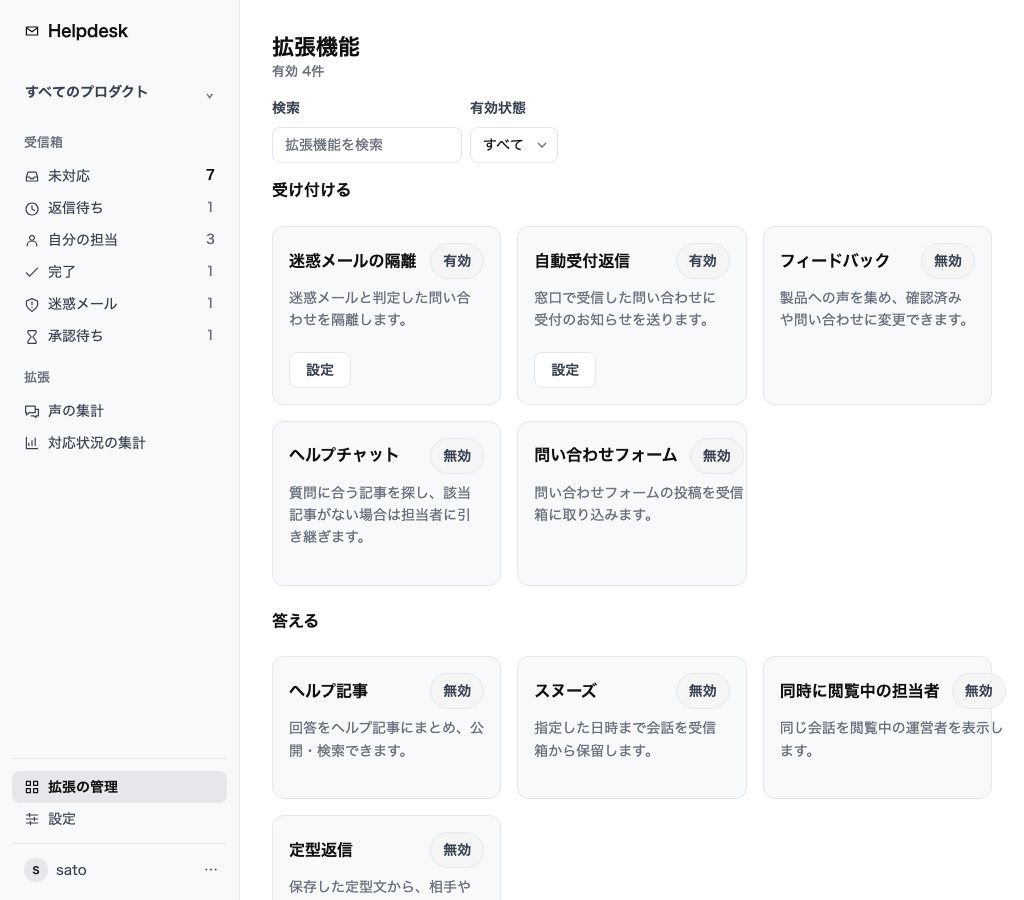 Helpdesk
すべてのプロダクト
受信箱
未対応 7
返信待ち 1
自分の担当 3
完了 1
迷惑メール 1
承認待ち 1
拡張
声の集計
対応状況の集計
拡張の管理
設定
S sato ...
拡張機能
有効 4件
検索 有効状態
拡張機能を検索 すべて
受け付ける
迷惑メールの隔離 有効
迷惑メールと判定した問い合
わせを隔離します。
設定
自動受付返信 有効
窓口で受信した問い合わせに
受付のお知らせを送ります。
設定
フィードバック 無効
製品への声を集め、確認済み
や問い合わせに変更できます。
ヘルプチャット 無効
質問に合う記事を探し、該当
記事がない場合は担当者に引
き継ぎます。
問い合わせフォーム 無効
問い合わせフォームの投稿を受信
箱に取り込みます。
答える
ヘルプ記事 無効
回答をヘルプ記事にまとめ、公
開・検索できます。
スヌーズ 無効
指定した日時まで会話を受信
箱から保留します。
同時に閲覧中の担当者 無効
同じ会話を閲覧中の運営者を表示し
ます。
定型返信 無効
保存した定型文から、相手や